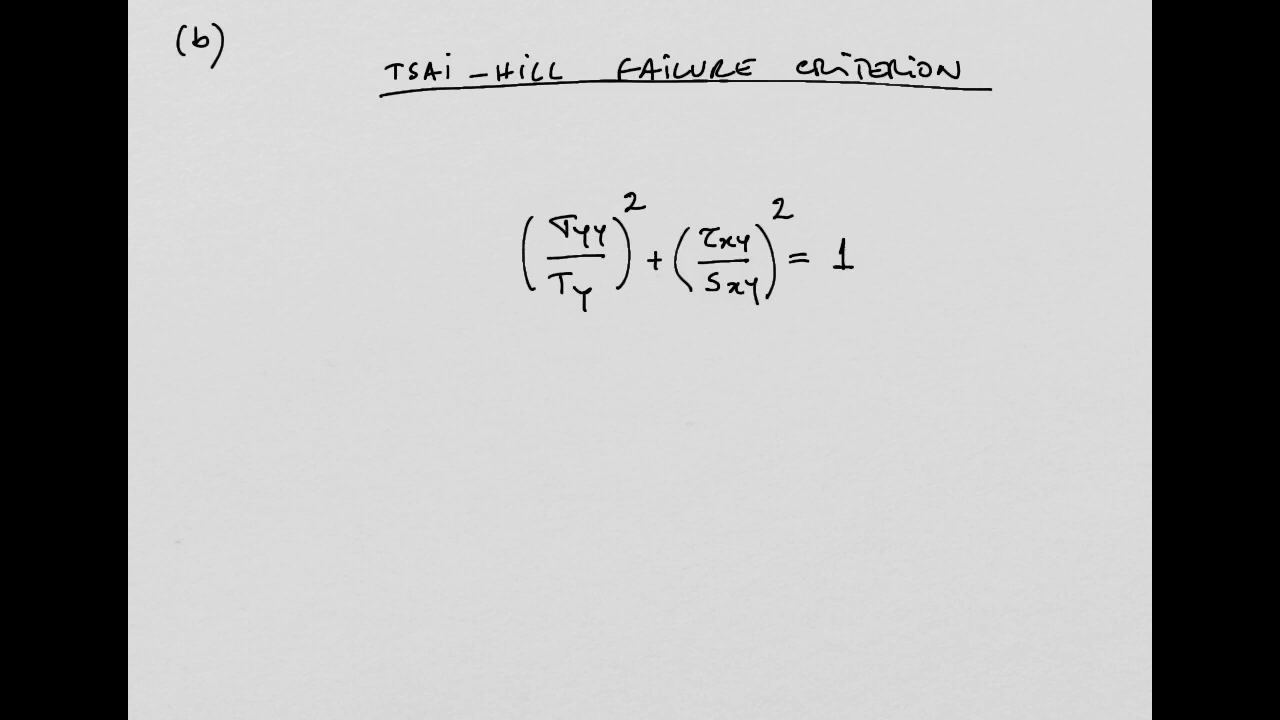 (b)
TSAi-HiLL FAiLURE CRiTERiON
(σyy/Ty)² + (τxy/Sxy)² = 1